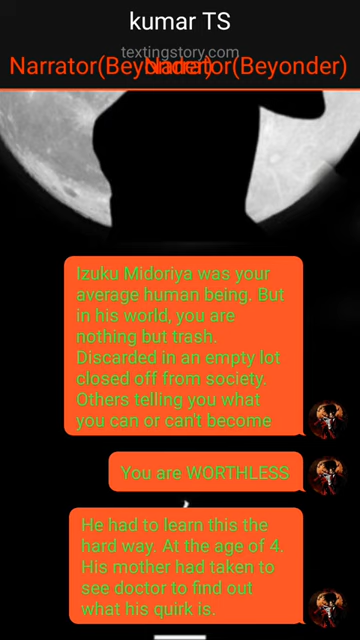 kumar TS
textingstory.com
Narrator(Beyonder)
Narrator(Beyonder)
Izuku Midoriya was your
average human being. But
in his world, you are
nothing but trash.
Discarded in an empty lot
closed off from society.
Others telling you what
you can or can't become
You are WORTHLESS
He had to learn this the
hard way. At the age of 4.
His mother had taken to
see doctor to find out
what his quirk is.